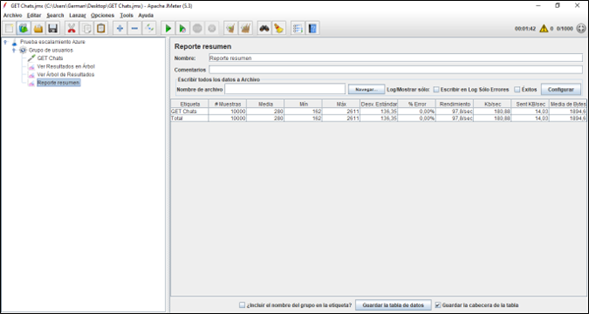 GET Chats.jmx (C:\Users\German\Desktop\GET Chats.jmx) - Apache JMeter (5.3)
Archivo Editar Search Lanzar Opciones Tools Ayuda
00:01:42 0 0/1000
Prueba escalamiento Azure
Grupo de usuarios
GET Chats
Ver Resultados en Árbol
Ver Árbol de Resultados
Reporte resumen
Reporte resumen
Nombre: Reporte resumen
Comentarios
Escribir todos los datos a Archivo
Nombre de archivo Navegar... Log/Mostrar sólo: Escribir en Log Sólo Errores Éxitos Configurar
Etiqueta # Muestras Media Mín Máx Desv. Estándar % Error Rendimiento Kb/sec Sent KB/sec Media de Bytes
GET Chats 10000 280 162 2611 136,35 0,00% 97,8/sec 180,88 14,03 1894,6
Total 10000 280 162 2611 136,35 0,00% 97,8/sec 180,88 14,03 1894,6
¿Incluir el nombre del grupo en la etiqueta? Guardar la tabla de datos Guardar la cabecera de la tabla